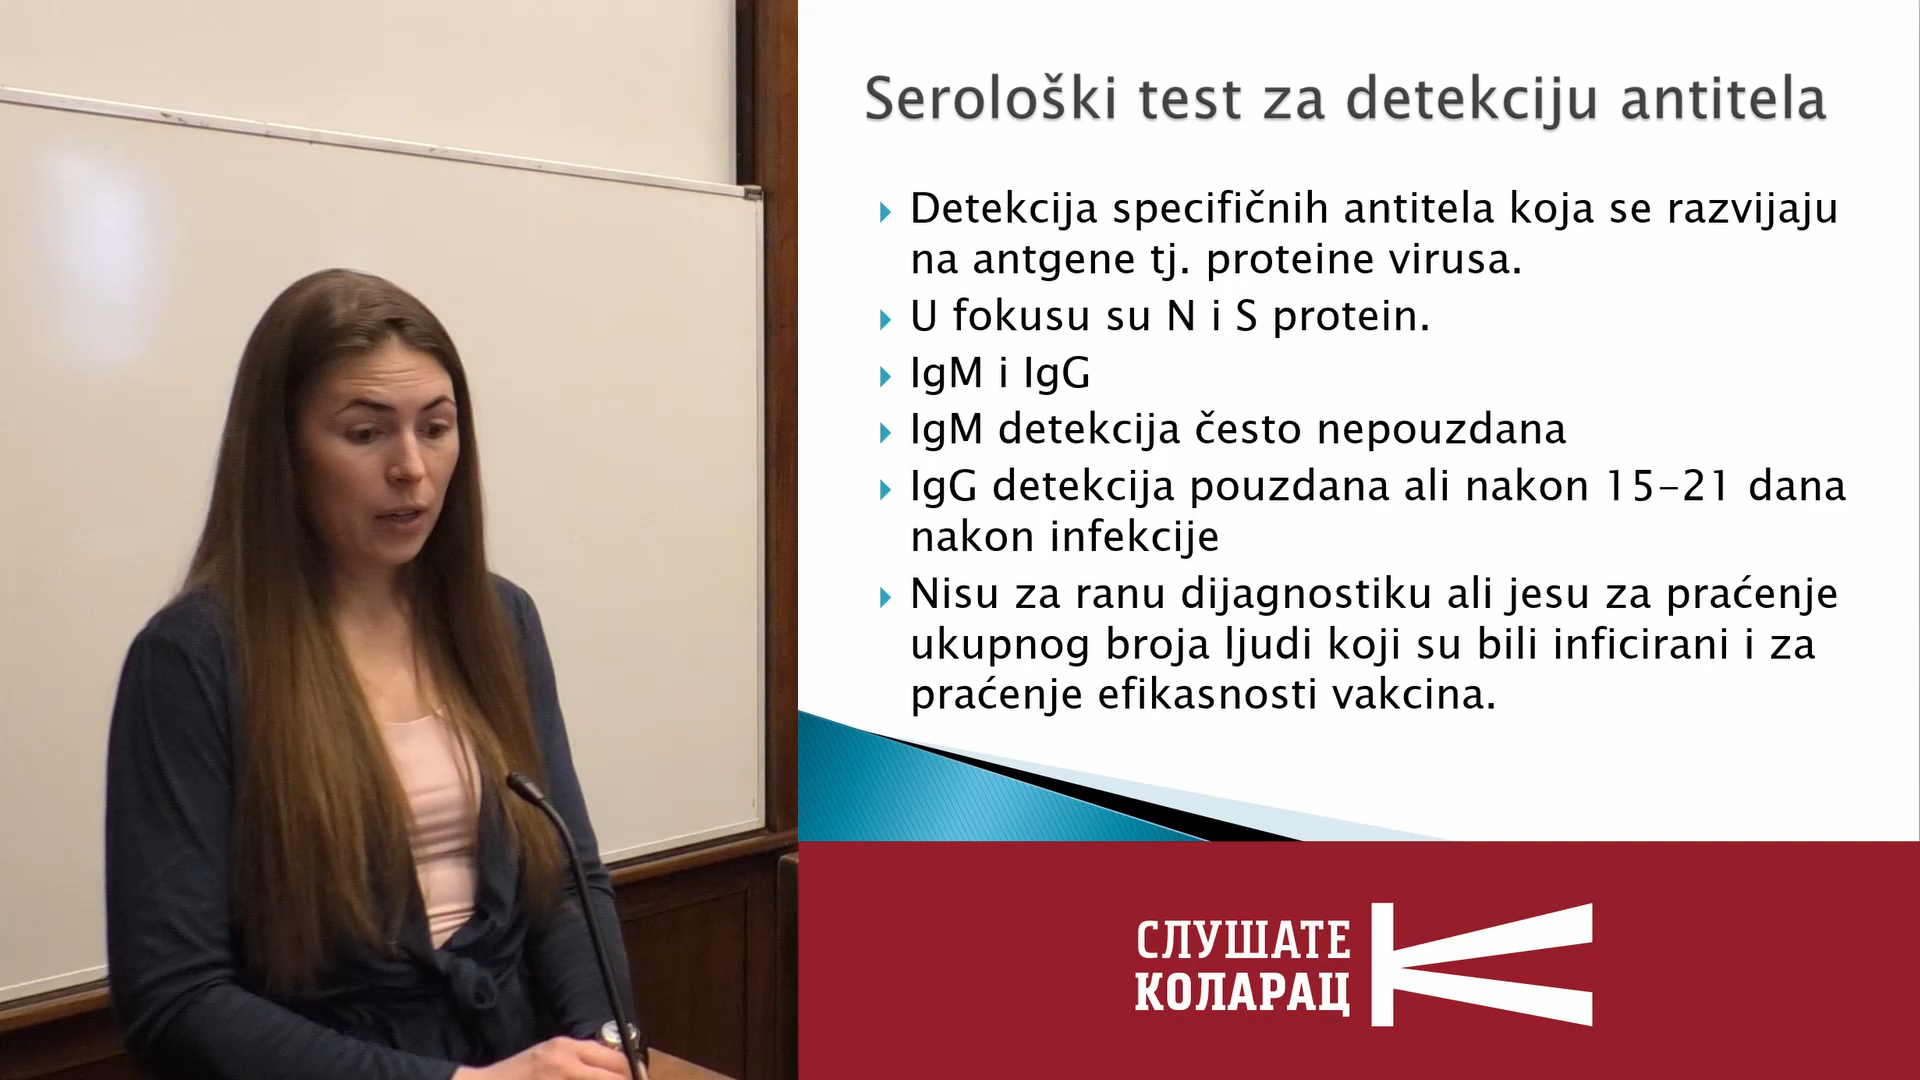 Serološki test za detekciju antitela
Detekcija specifičnih antitela koja se razvijaju
na antgene tj. proteine virusa.
U fokusu su N i S protein.
IgM i IgG
IgM detekcija često nepouzdana
IgG detekcija pouzdana ali nakon 15-21 dana
nakon infekcije
Nisu za ranu dijagnostiku ali jesu za praćenje
ukupnog broja ljudi koji su bili inficirani i za
praćenje efikasnosti vakcina.
СЛУШАТЕ
КОЛАРАЦ